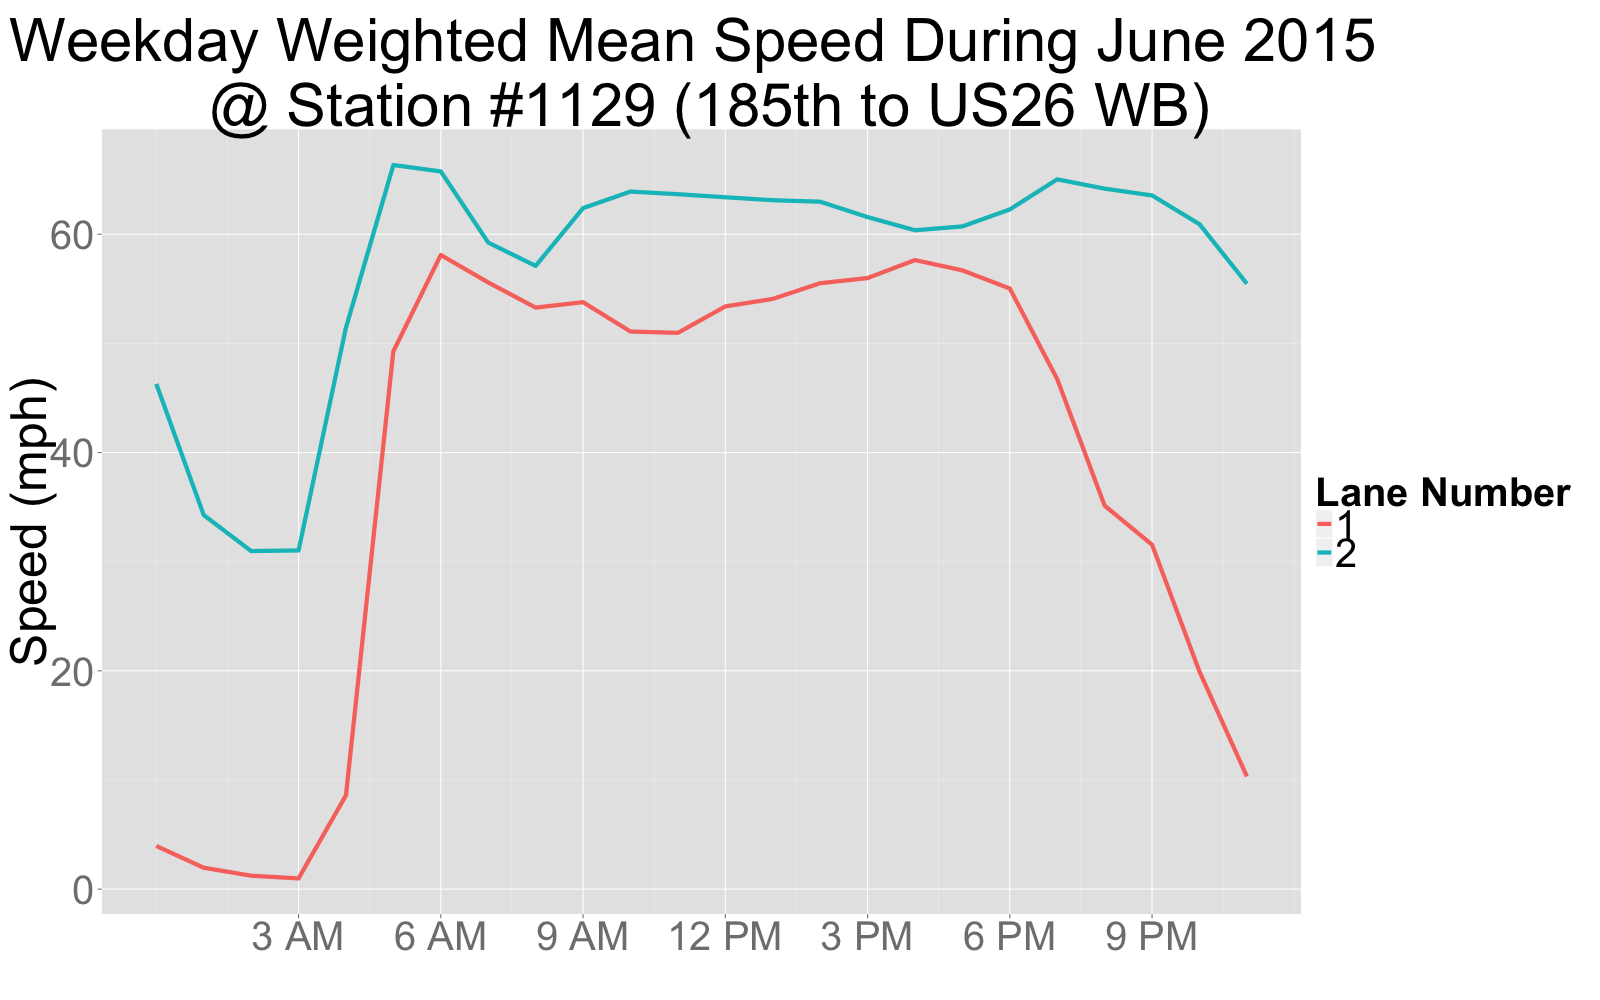 Weekday Weighted Mean Speed During June 2015
@ Station #1129 (185th to US26 WB)
Speed (mph)
60
40
20
0
3 AM 6 AM 9 AM 12 PM 3 PM 6 PM 9 PM
Lane Number
1
2